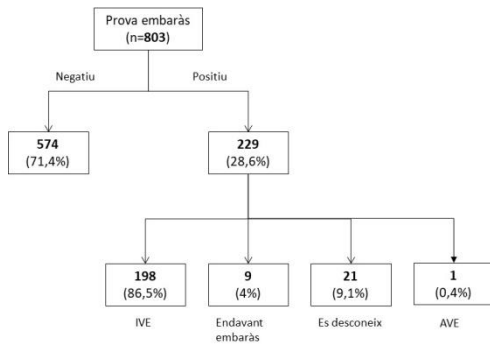 Prova embaràs
(n=803)
Negatiu
Positiu
574
(71,4%)
229
(28,6%)
198
(86,5%)
9
(4%)
21
(9,1%)
1
(0,4%)
IVE
Endavant
embaràs
Es desconeix
AVE